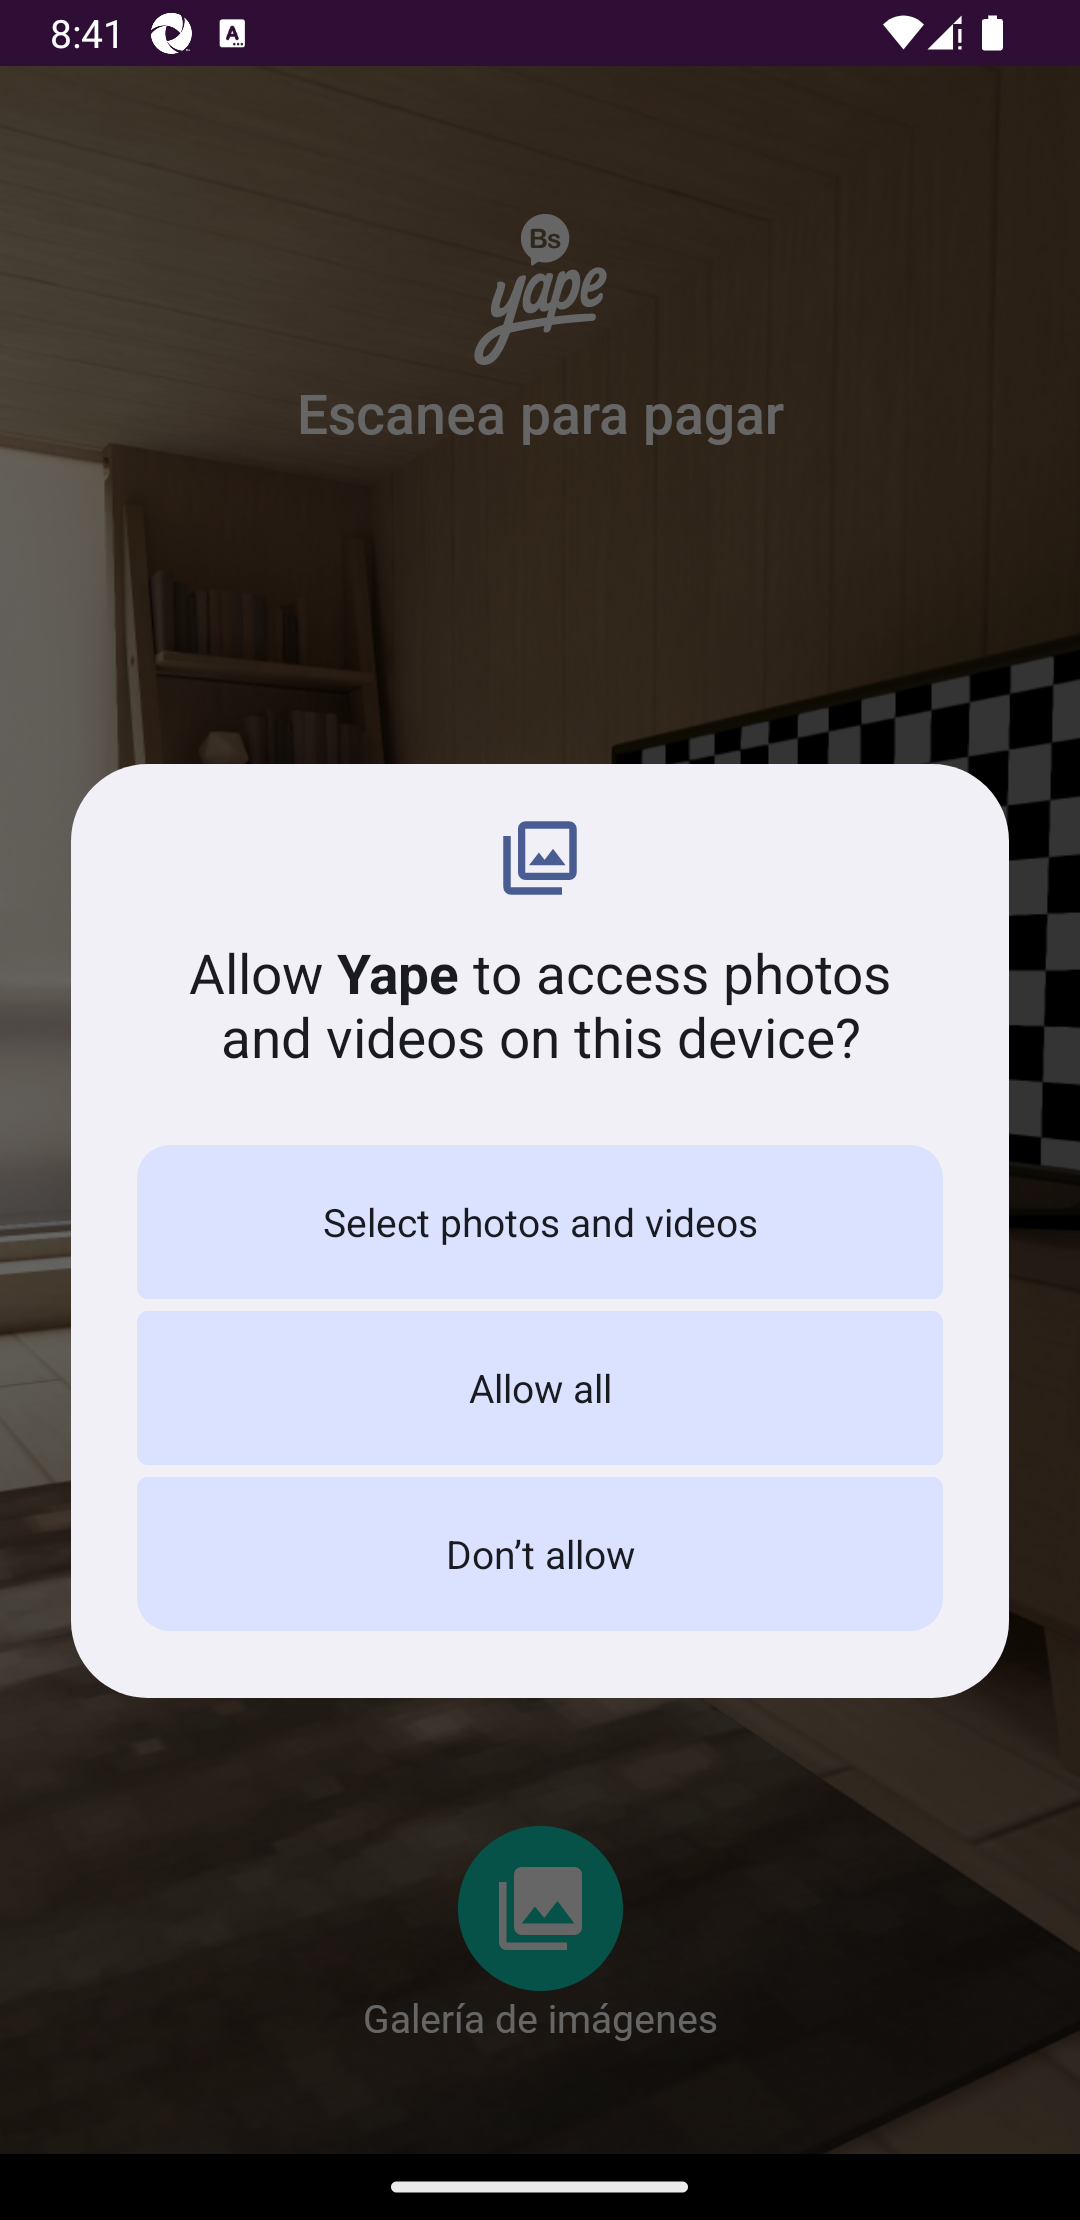 8:41
Bs
yape
Escanea para pagar
Allow Yape to access photos
and videos on this device?
Select photos and videos
Allow all
Don’t allow
Galería de imágenes